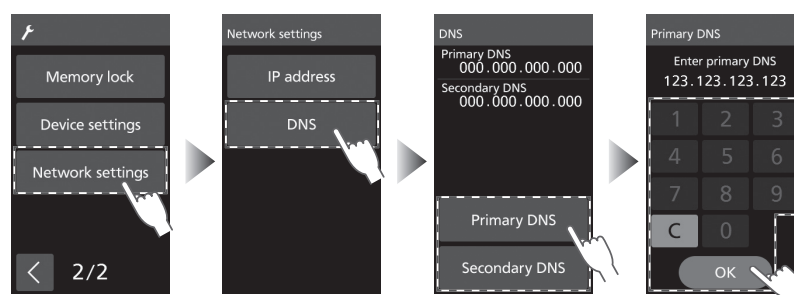 Memory lock
Device settings
Network settings
2/2
Network settings
IP address
DNS
DNS
Primary DNS
000.000.000.000
Secondary DNS
000.000.000.000
Primary DNS
Secondary DNS
Primary DNS
Enter primary DNS
123.123.123.123
1 2 3
4 5 6
7 8 9
C 0
OK